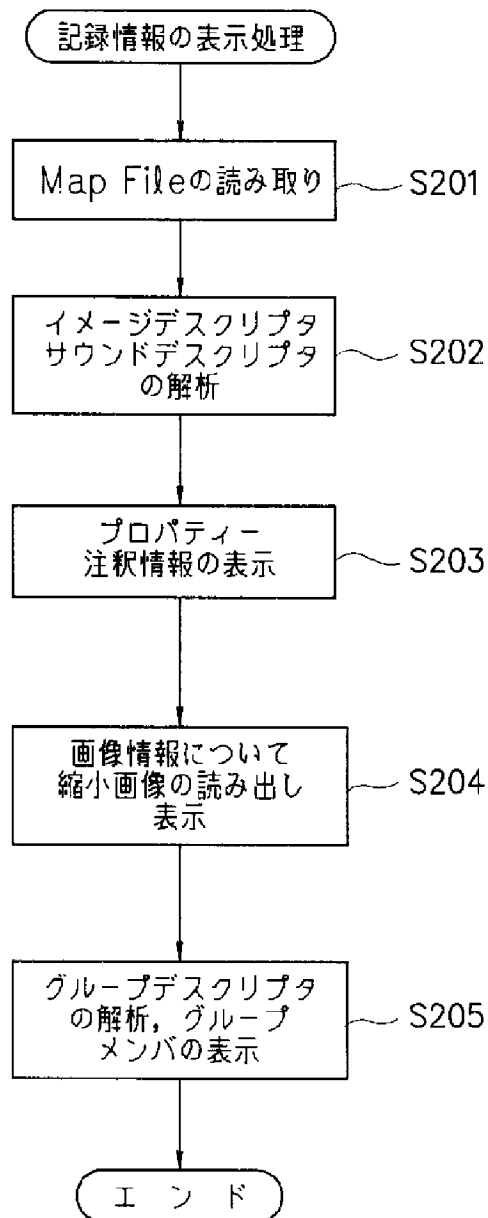 記録情報の表示処理
Map Fileの読み取り
S201
イメージデスクリプタ
サウンドデスクリプタ
の解析
S202
プロパティー
注釈情報の表示
S203
画像情報について
縮小画像の読み出し
表示
S204
グループデスクリプタ
の解析,グループ
メンバの表示
S205
エンド